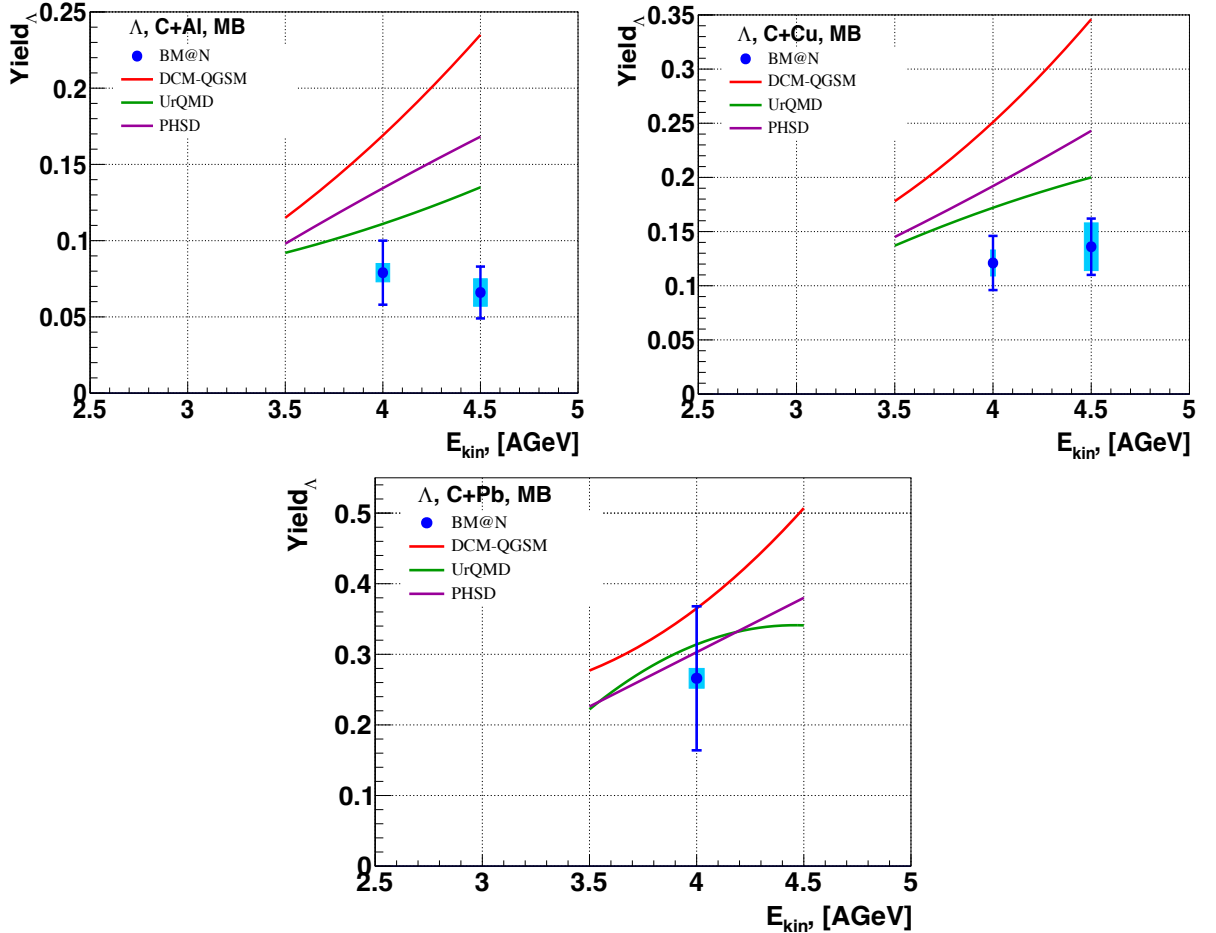 Λ, C+Al, MB
BM@N
DCM-QGSM
UrQMD
PHSD
Yield_Λ
0.25
0.2
0.15
0.1
0.05
0
2.5 3 3.5 4 4.5 5
E_kin, [AGeV]
Λ, C+Cu, MB
BM@N
DCM-QGSM
UrQMD
PHSD
Yield_Λ
0.35
0.3
0.25
0.2
0.15
0.1
0.05
0
2.5 3 3.5 4 4.5 5
E_kin, [AGeV]
Λ, C+Pb, MB
BM@N
DCM-QGSM
UrQMD
PHSD
Yield_Λ
0.5
0.4
0.3
0.2
0.1
0
2.5 3 3.5 4 4.5 5
E_kin, [AGeV]